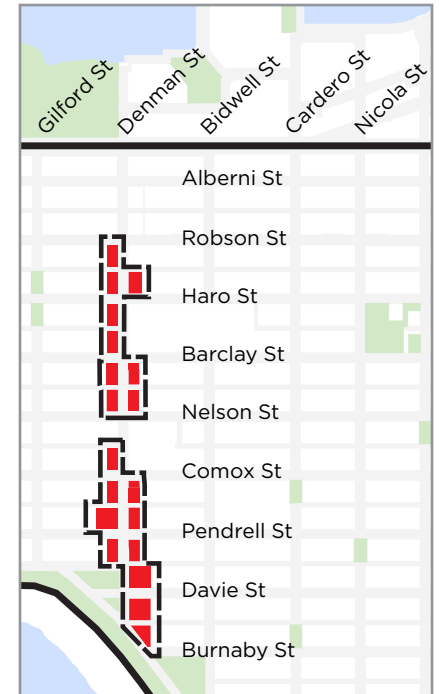 Gilford St
Denman St
Bidwell St
Cardero St
Nicola St
Alberni St
Robson St
Haro St
Barclay St
Nelson St
Comox St
Pendrell St
Davie St
Burnaby St